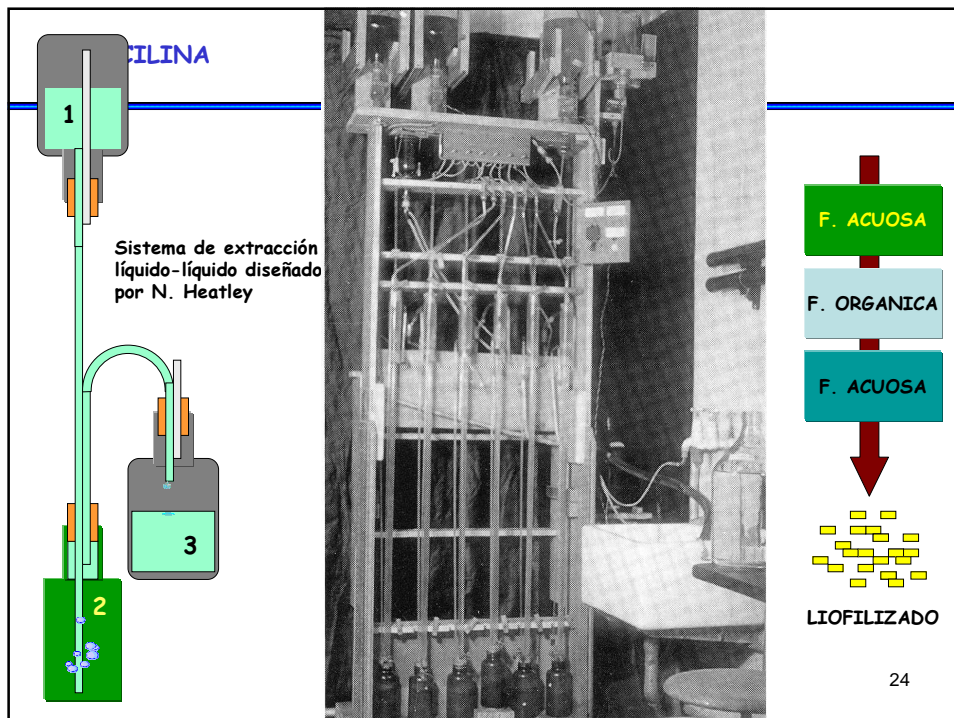 CILINA
1
Sistema de extracción
líquido-líquido diseñado
por N. Heatley
3
2
F. ACUOSA
F. ORGANICA
F. ACUOSA
LIOFILIZADO
24